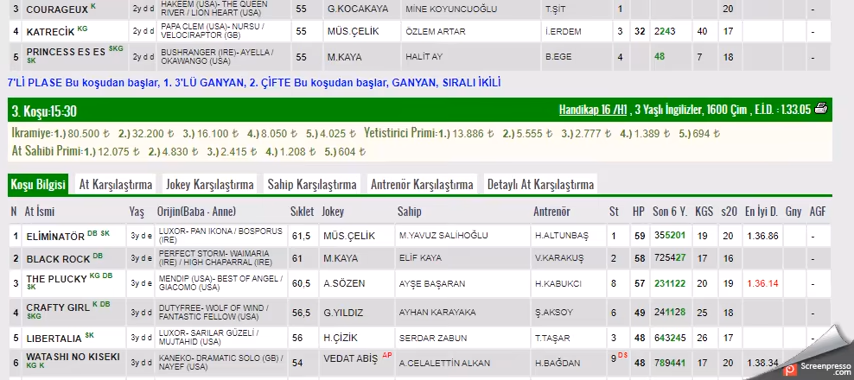 3 COURAGEUX K 2y d d HAKEEM (USA)- THE QUEEN RIVER / LION HEART (USA) 55 G.KOCAKAYA MİNE KOYUNCUOĞLU T.ŞİT 1 20 -
4 KATRECİK KG 2y d d PAPA CLEM (USA)- NURSU / VELOCIRAPTOR (GB) 55 MÜS.ÇELİK ÖZLEM ARTAR İ.ERDEM 3 32 2243 40 17 -
5 PRINCESS ES ES SKG SK 2y d d BUSHRANGER (IRE)- AYELLA / OKAWANGO (USA) 55 M.KAYA HALİT AY B.EGE 4 48 7 18 -
7'Lİ PLASE Bu koşudan başlar, 1. 3'LÜ GANYAN, 2. ÇİFTE Bu koşudan başlar, GANYAN, SIRALI İKİLİ
3. Koşu:15:30 Handikap 16 /H1 , 3 Yaşlı İngilizler, 1600 Çim , E.İ.D. : 1.33.05
Ikramiye:1.) 80.500 ₺ 2.) 32.200 ₺ 3.) 16.100 ₺ 4.) 8.050 ₺ 5.) 4.025 ₺ Yetistirici Primi:1.) 13.886 ₺ 2.) 5.555 ₺ 3.) 2.777 ₺ 4.) 1.389 ₺ 5.) 694 ₺
At Sahibi Primi:1.) 12.075 ₺ 2.) 4.830 ₺ 3.) 2.415 ₺ 4.) 1.208 ₺ 5.) 604 ₺
Koşu Bilgisi At Karşılaştırma Jokey Karşılaştırma Sahip Karşılaştırma Antrenör Karşılaştırma Detaylı At Karşılaştırma
N At İsmi Yaş Orijin(Baba - Anne) Sıklet Jokey Sahip Antrenör St HP Son 6 Y. KGS s20 En İyi D. Gny AGF
1 ELİMİNATÖR DB SK 3y d e LUXOR- PAN IKONA / BOSPORUS (IRE) 61,5 MÜS.ÇELİK M.YAVUZ SALİHOĞLU H.ALTUNBAŞ 1 59 355201 19 20 1.36.86 -
2 BLACK ROCK DB 3y d e PERFECT STORM- WAIMARIA (IRE) / HIGH CHAPARRAL (IRE) 61 M.KAYA ELİF KAYA V.KARAKUŞ 2 58 725427 17 16 -
3 THE PLUCKY KG DB SK 3y d e MENDIP (USA)- BEST OF ANGEL / GIACOMO (USA) 60,5 A.SÖZEN AYŞE BAŞARAN H.KABUKCI 8 57 231122 20 19 1.36.14 -
4 CRAFTY GIRL K DB SKG 3y d d DUTYFREE- WOLF OF WIND / FANTASTIC FELLOW (USA) 56,5 G.YILDIZ AYHAN KARAYAKA Ş.AKSOY 6 49 241128 25 18 -
5 LIBERTALIA SK 3y d d LUXOR- SARILAR GÜZELİ / MUJTAHID (USA) 56 H.ÇİZİK SERDAR ZABUN T.TAŞAR 3 48 643245 26 17 -
6 WATASHI NO KISEKI KG K 3y d d KANEKO- DRAMATIC SOLO (GB) / NAYEF (USA) 54 VEDAT ABİŞ AP A.CELALETTİN ALKAN H.BAĞDAN 9 DS 48 789441 17 20 1.38.34
Screenpresso
.com